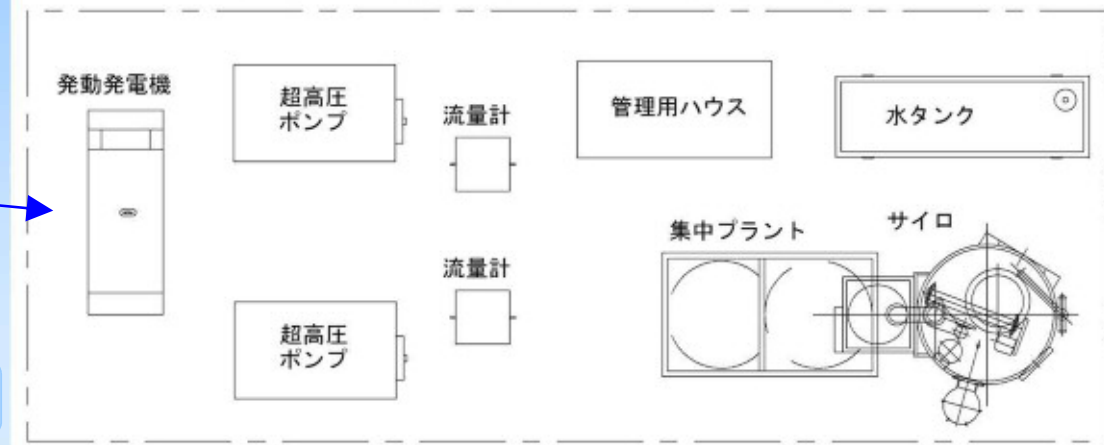 発動発電機
超高圧
ポンプ
流量計
管理用ハウス
水タンク
集中プラント
サイロ
流量計
超高圧
ポンプ